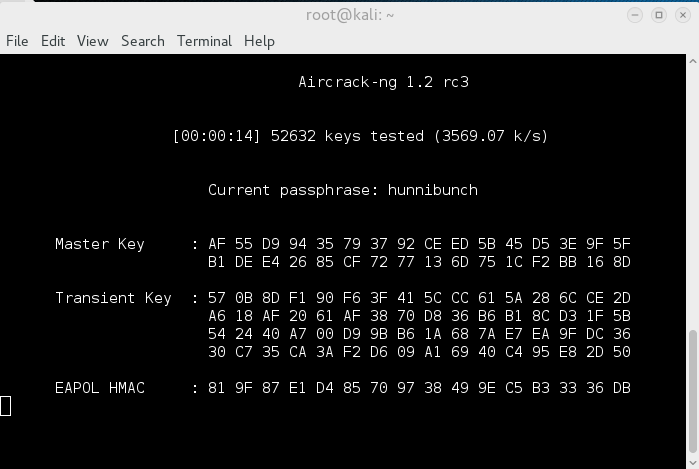 root@kali: ~
File Edit View Search Terminal Help
Aircrack-ng 1.2 rc3
[00:00:14] 52632 keys tested (3569.07 k/s)
Current passphrase: hunnibunch
Master Key : AF 55 D9 94 35 79 37 92 CE ED 5B 45 D5 3E 9F 5F
B1 DE E4 26 85 CF 72 77 13 6D 75 1C F2 BB 16 8D
Transient Key : 57 0B 8D F1 90 F6 3F 41 5C CC 61 5A 28 6C CE 2D
A6 18 AF 20 61 AF 38 70 D8 36 B6 B1 8C D3 1F 5B
54 24 40 A7 00 D9 9B B6 1A 68 7A E7 EA 9F DC 36
30 C7 35 CA 3A F2 D6 09 A1 69 40 C4 95 E8 2D 50
EAPOL HMAC : 81 9F 87 E1 D4 85 70 97 38 49 9E C5 B3 33 36 DB